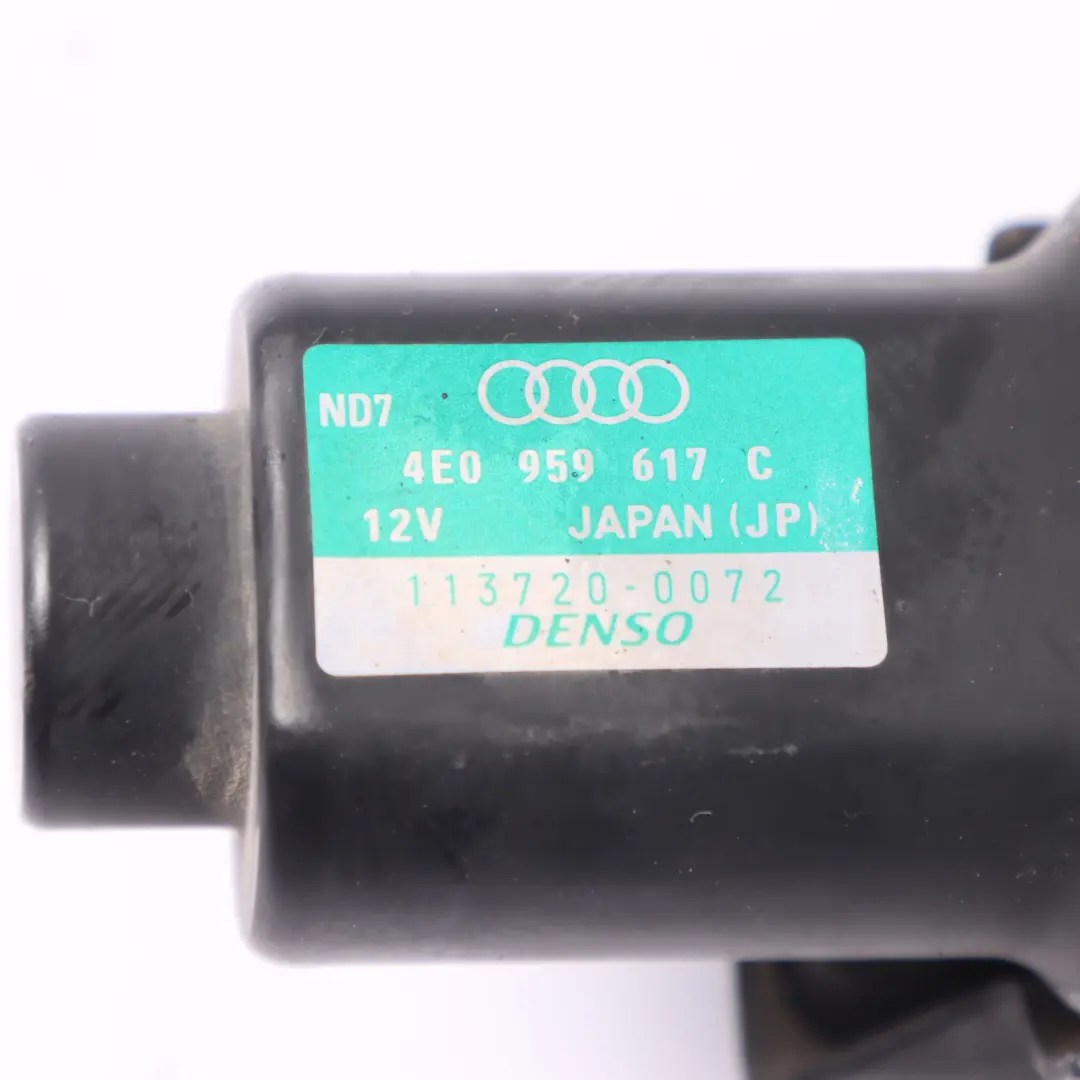 ND7
4E0 959 617 C
12V JAPAN (JP)
113720-0072
DENSO